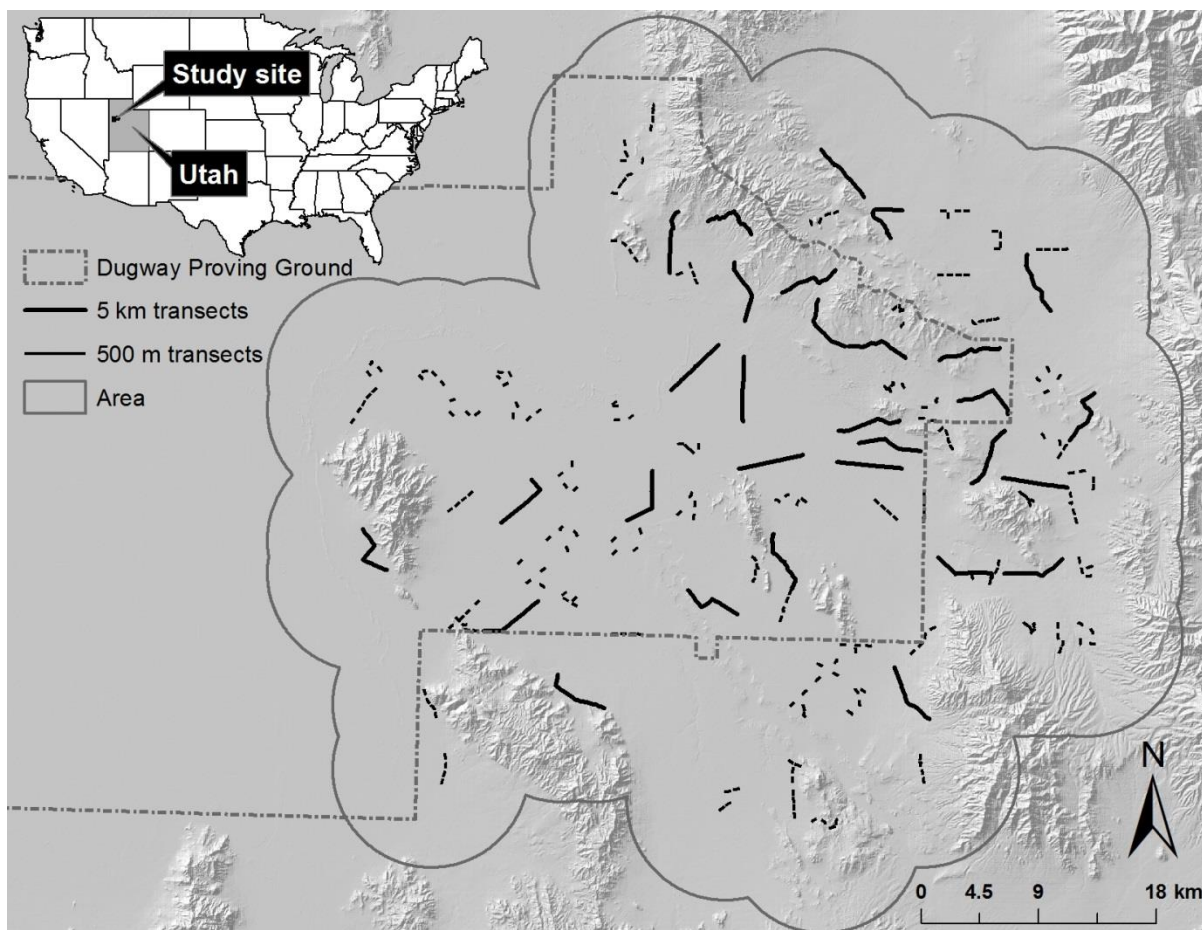 Study site
Utah
Dugway Proving Ground
5 km transects
500 m transects
Area
N
0 4.5 9 18 km